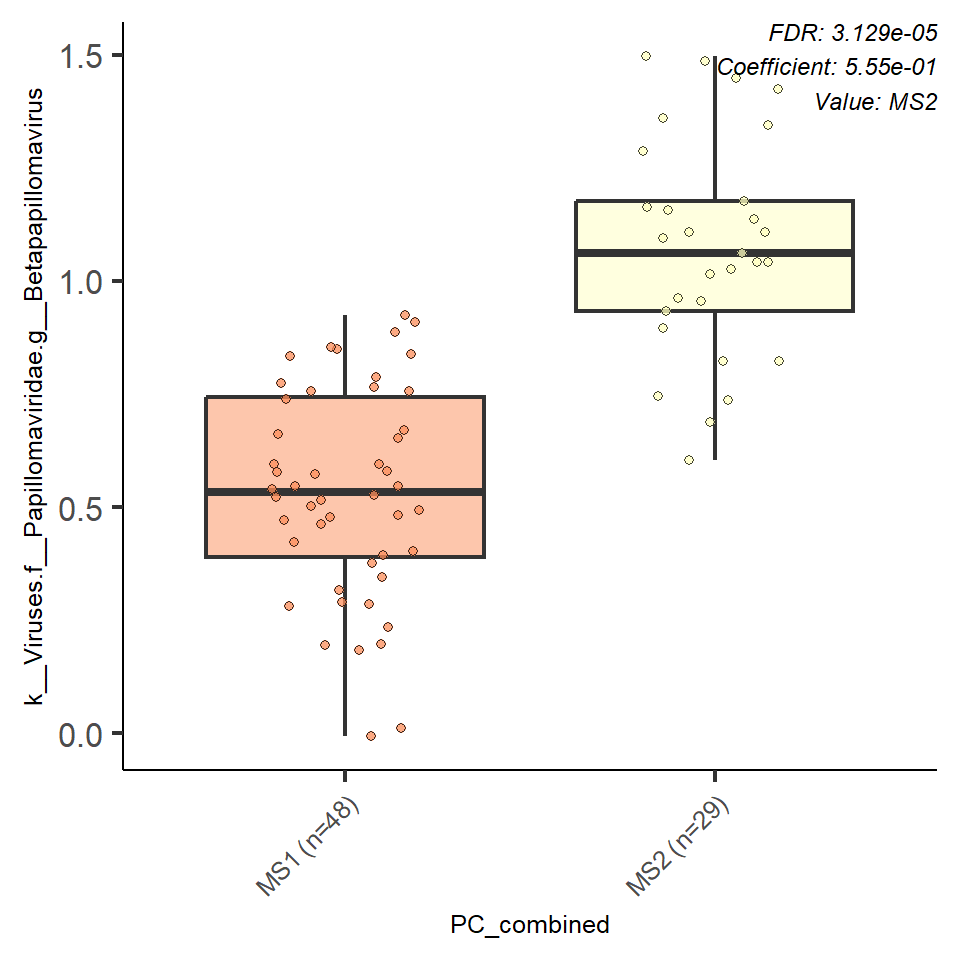 FDR: 3.129e-05
Coefficient: 5.55e-01
Value: MS2
k__Viruses.f__Papillomaviridae.g__Betapapillomavirus
1.5
1.0
0.5
0.0
MS1 (n=48)
MS2 (n=29)
PC_combined